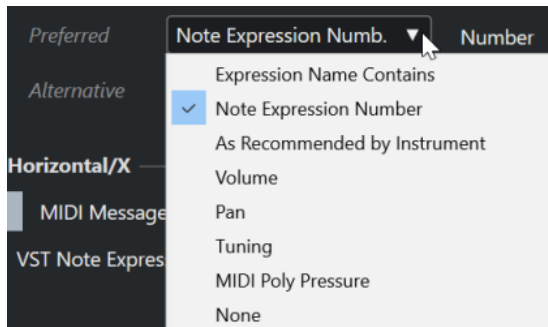 Preferred Note Expression Numb. Number
Expression Name Contains
Alternative
Note Expression Number
As Recommended by Instrument
Horizontal/X
Volume
MIDI Message
Pan
Tuning
VST Note Expres
MIDI Poly Pressure
None